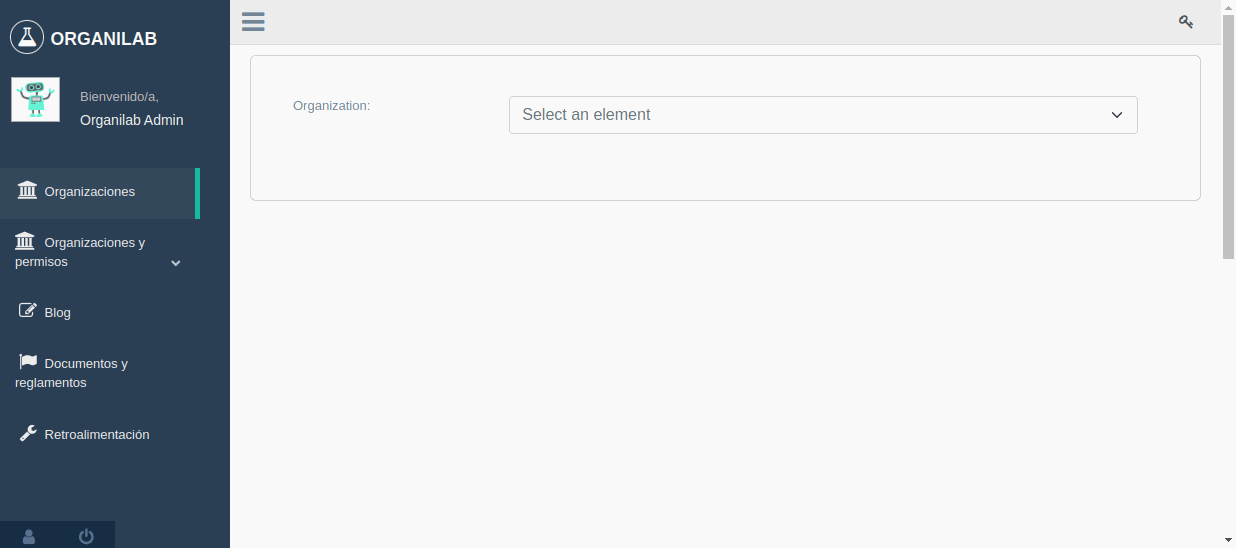 ORGANILAB
Bienvenido/a,
Organilab Admin
Organizaciones
Organizaciones y
permisos
Blog
Documentos y
reglamentos
Retroalimentación
Organization:
Select an element